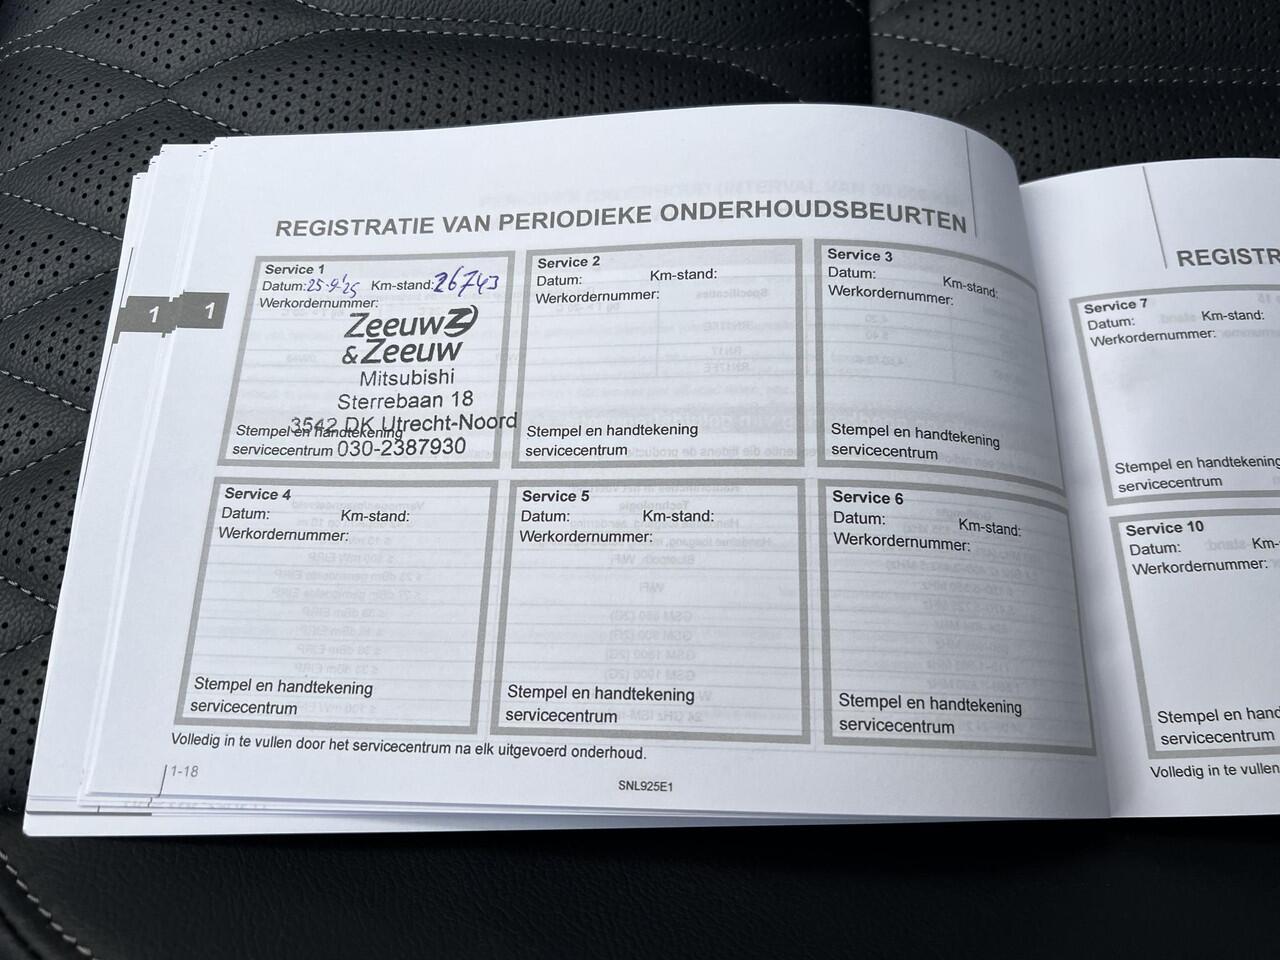 REGISTRATIE VAN PERIODIEKE ONDERHOUDSBEURTEN
1
1
Service 1
Datum: 25-9-'25 Km-stand: 26743
Werkordernummer:
Zeeuw
& Zeeuw
Mitsubishi
Sterrebaan 18
3542 DK Utrecht-Noord
030-2387930
Stempel en handtekening
servicecentrum
Service 2
Datum: Km-stand:
Werkordernummer:
Stempel en handtekening
servicecentrum
Service 3
Datum: Km-stand:
Werkordernummer:
Stempel en handtekening
servicecentrum
Service 4
Datum: Km-stand:
Werkordernummer:
Stempel en handtekening
servicecentrum
Service 5
Datum: Km-stand:
Werkordernummer:
Stempel en handtekening
servicecentrum
Service 6
Datum: Km-stand:
Werkordernummer:
Stempel en handtekening
servicecentrum
Volledig in te vullen door het servicecentrum na elk uitgevoerd onderhoud.
1-18
SNL925E1
REGISTR
Service 7
Datum: Km-stand:
Werkordernummer:
Stempel en handtekening
servicecentrum
Service 10
Datum: Km-
Werkordernummer:
Stempel en hand
servicecentrum
Volledig in te vullen